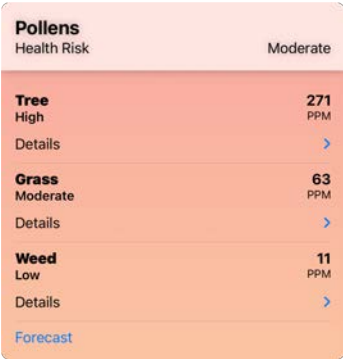 Pollens
Health Risk Moderate
Tree 271
High PPM
Details
Grass 63
Moderate PPM
Details
Weed 11
Low PPM
Details
Forecast